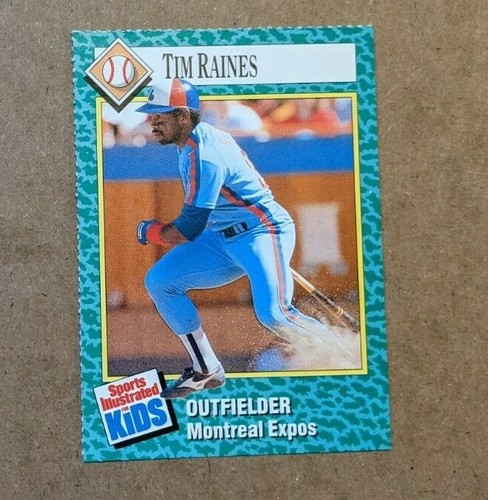 TIM RAINES
Sports
Illustrated
FOR
KIDS
OUTFIELDER
Montreal Expos